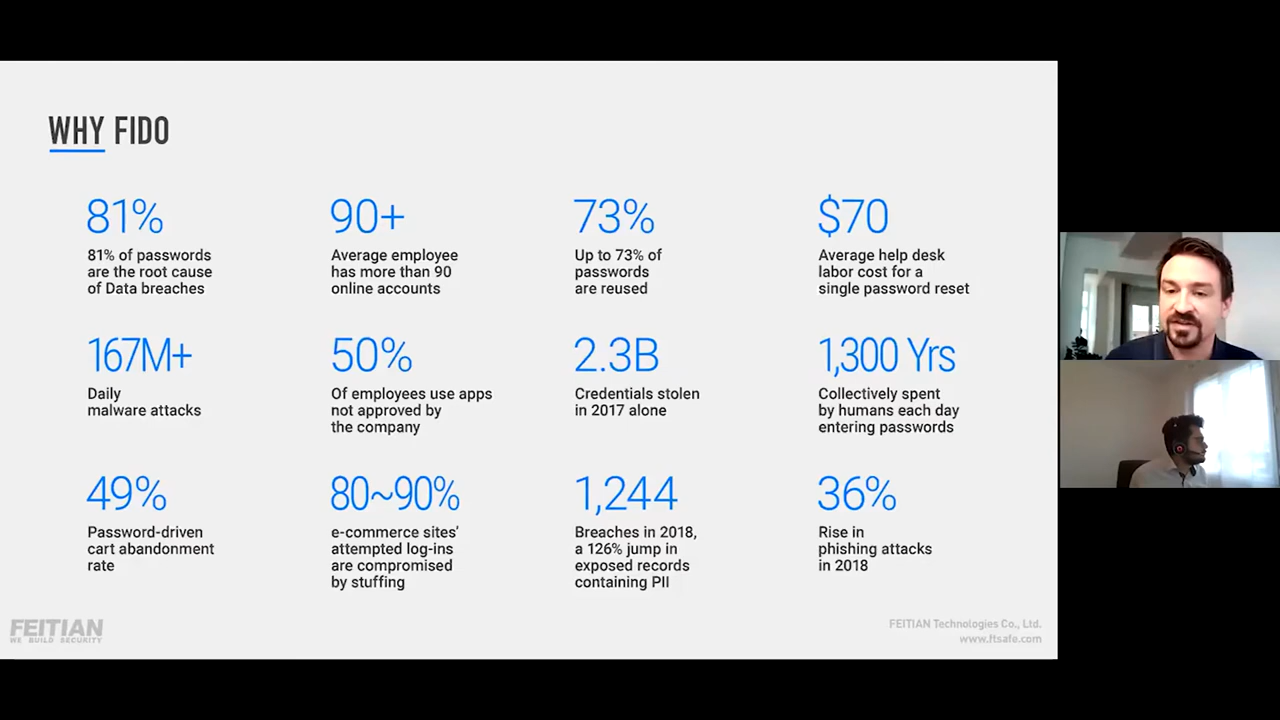 WHY FIDO
81%
81% of passwords
are the root cause
of Data breaches
90+
Average employee
has more than 90
online accounts
73%
Up to 73% of
passwords
are reused
$70
Average help desk
labor cost for a
single password reset
167M+
Daily
malware attacks
50%
Of employees use apps
not approved by
the company
2.3B
Credentials stolen
in 2017 alone
1,300 Yrs
Collectively spent
by humans each day
entering passwords
49%
Password-driven
cart abandonment
rate
80~90%
e-commerce sites'
attempted log-ins
are compromised
by stuffing
1,244
Breaches in 2018,
a 126% jump in
exposed records
containing PII
36%
Rise in
phishing attacks
in 2018
FEITIAN
WE BUILD SECURITY
FEITIAN Technologies Co., Ltd.
www.ftsafe.com